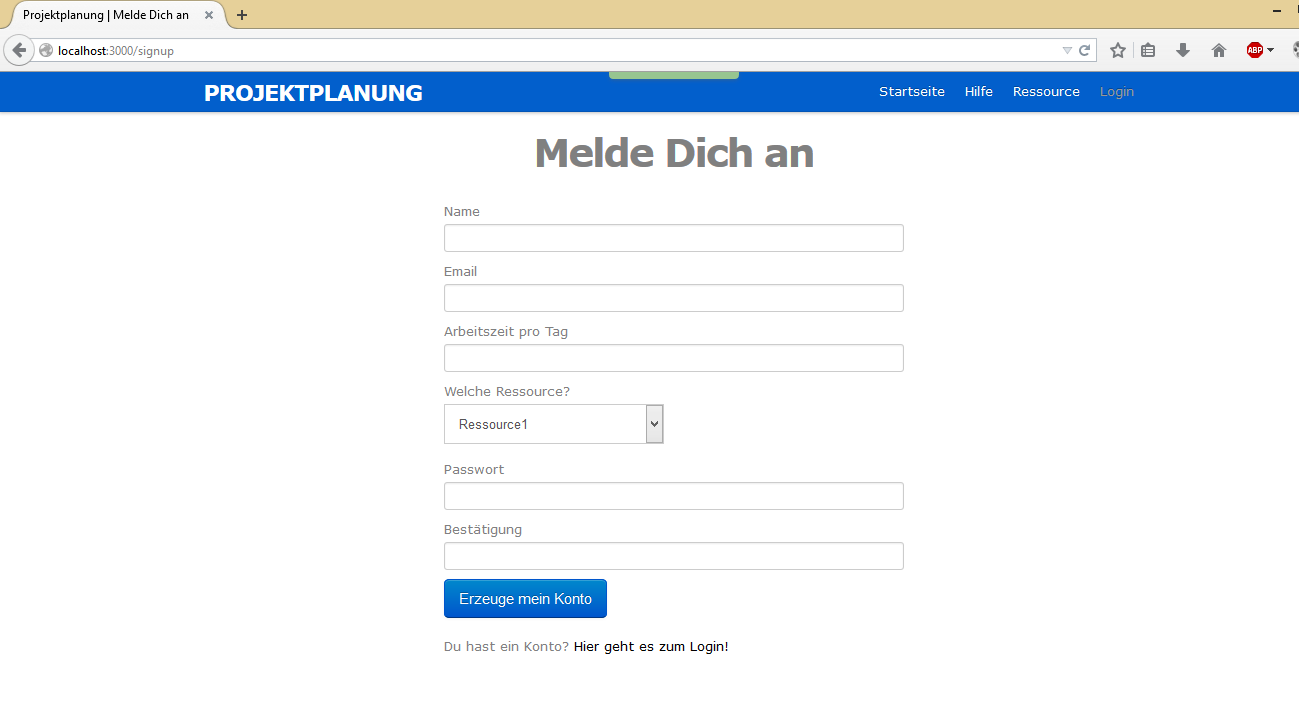 Projektplanung | Melde Dich an
localhost:3000/signup
ABP
PROJEKTPLANUNG
Startseite Hilfe Ressource Login
Melde Dich an
Name
Email
Arbeitszeit pro Tag
Welche Ressource?
Ressource1
Passwort
Bestätigung
Erzeuge mein Konto
Du hast ein Konto? Hier geht es zum Login!